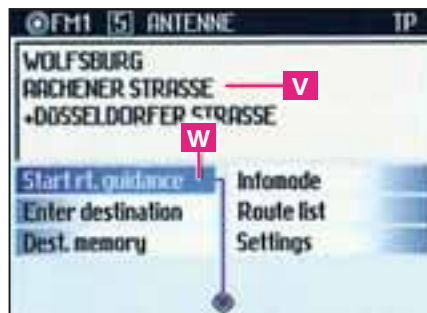 FM1 5 ANTENNE TP
WOLFSBURG
AACHENER STRASSE V
+DÜSSELDORFER STRASSE
W
Start rt. guidance Infomode
Enter destination Route list
Dest. memory Settings